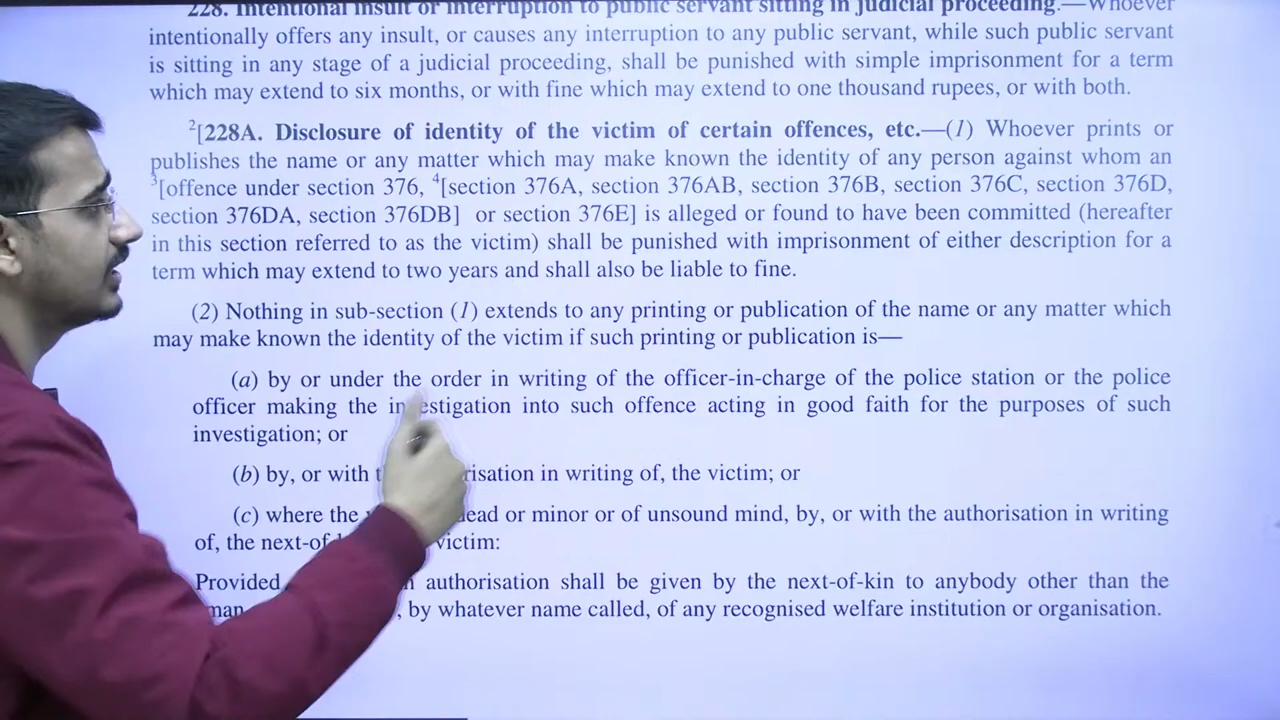 228. Intentional insult or interruption to public servant sitting in judicial proceeding.—Whoever
intentionally offers any insult, or causes any interruption to any public servant, while such public servant
is sitting in any stage of a judicial proceeding, shall be punished with simple imprisonment for a term
which may extend to six months, or with fine which may extend to one thousand rupees, or with both.
2[228A. Disclosure of identity of the victim of certain offences, etc.—(1) Whoever prints or
publishes the name or any matter which may make known the identity of any person against whom an
3[offence under section 376, 4[section 376A, section 376AB, section 376B, section 376C, section 376D,
section 376DA, section 376DB] or section 376E] is alleged or found to have been committed (hereafter
in this section referred to as the victim) shall be punished with imprisonment of either description for a
term which may extend to two years and shall also be liable to fine.
(2) Nothing in sub-section (1) extends to any printing or publication of the name or any matter which
may make known the identity of the victim if such printing or publication is—
(a) by or under the order in writing of the officer-in-charge of the police station or the police
officer making the investigation into such offence acting in good faith for the purposes of such
investigation; or
(b) by, or with in writing of, the victim; or
(c) where the or minor or of unsound mind, by, or with the authorisation in writing
of, the victim:
Provided authorisation shall be given by the next-of-kin to anybody other than the
, by whatever name called, of any recognised welfare institution or organisation.